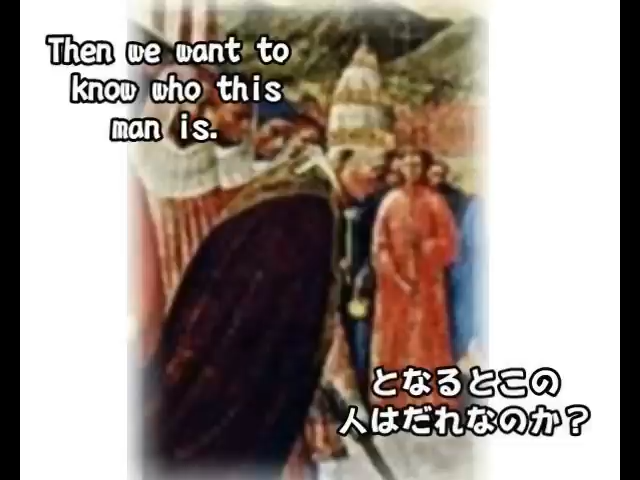 Then we want to
know who this
man is.
となるとこの
人はだれなのか？